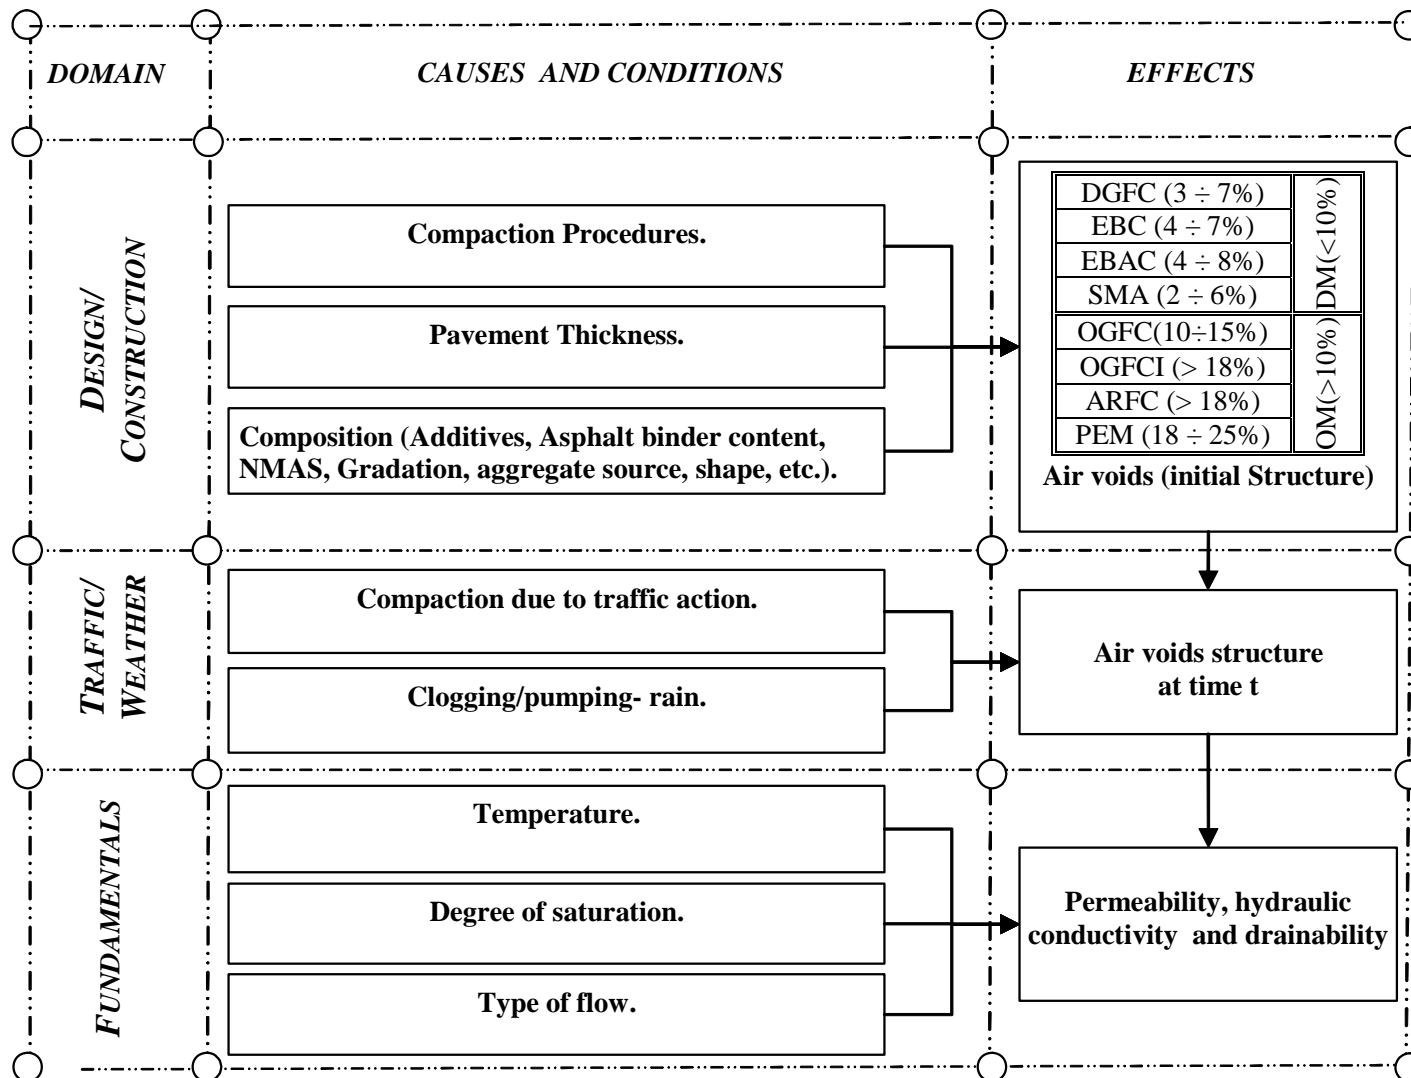 DOMAIN
CAUSES AND CONDITIONS
EFFECTS
DESIGN/
CONSTRUCTION
Compaction Procedures.
Pavement Thickness.
Composition (Additives, Asphalt binder content,
NMAS, Gradation, aggregate source, shape, etc.).
DGFC (3 ÷ 7%)
EBC (4 ÷ 7%)
EBAC (4 ÷ 8%)
SMA (2 ÷ 6%)
DM(<10%)
OGFC(10÷15%)
OGFCI (> 18%)
ARFC (> 18%)
PEM (18 ÷ 25%)
OM(>10%)
Air voids (initial Structure)
TRAFFIC/
WEATHER
Compaction due to traffic action.
Clogging/pumping- rain.
Air voids structure
at time t
FUNDAMENTALS
Temperature.
Degree of saturation.
Type of flow.
Permeability, hydraulic
conductivity and drainability